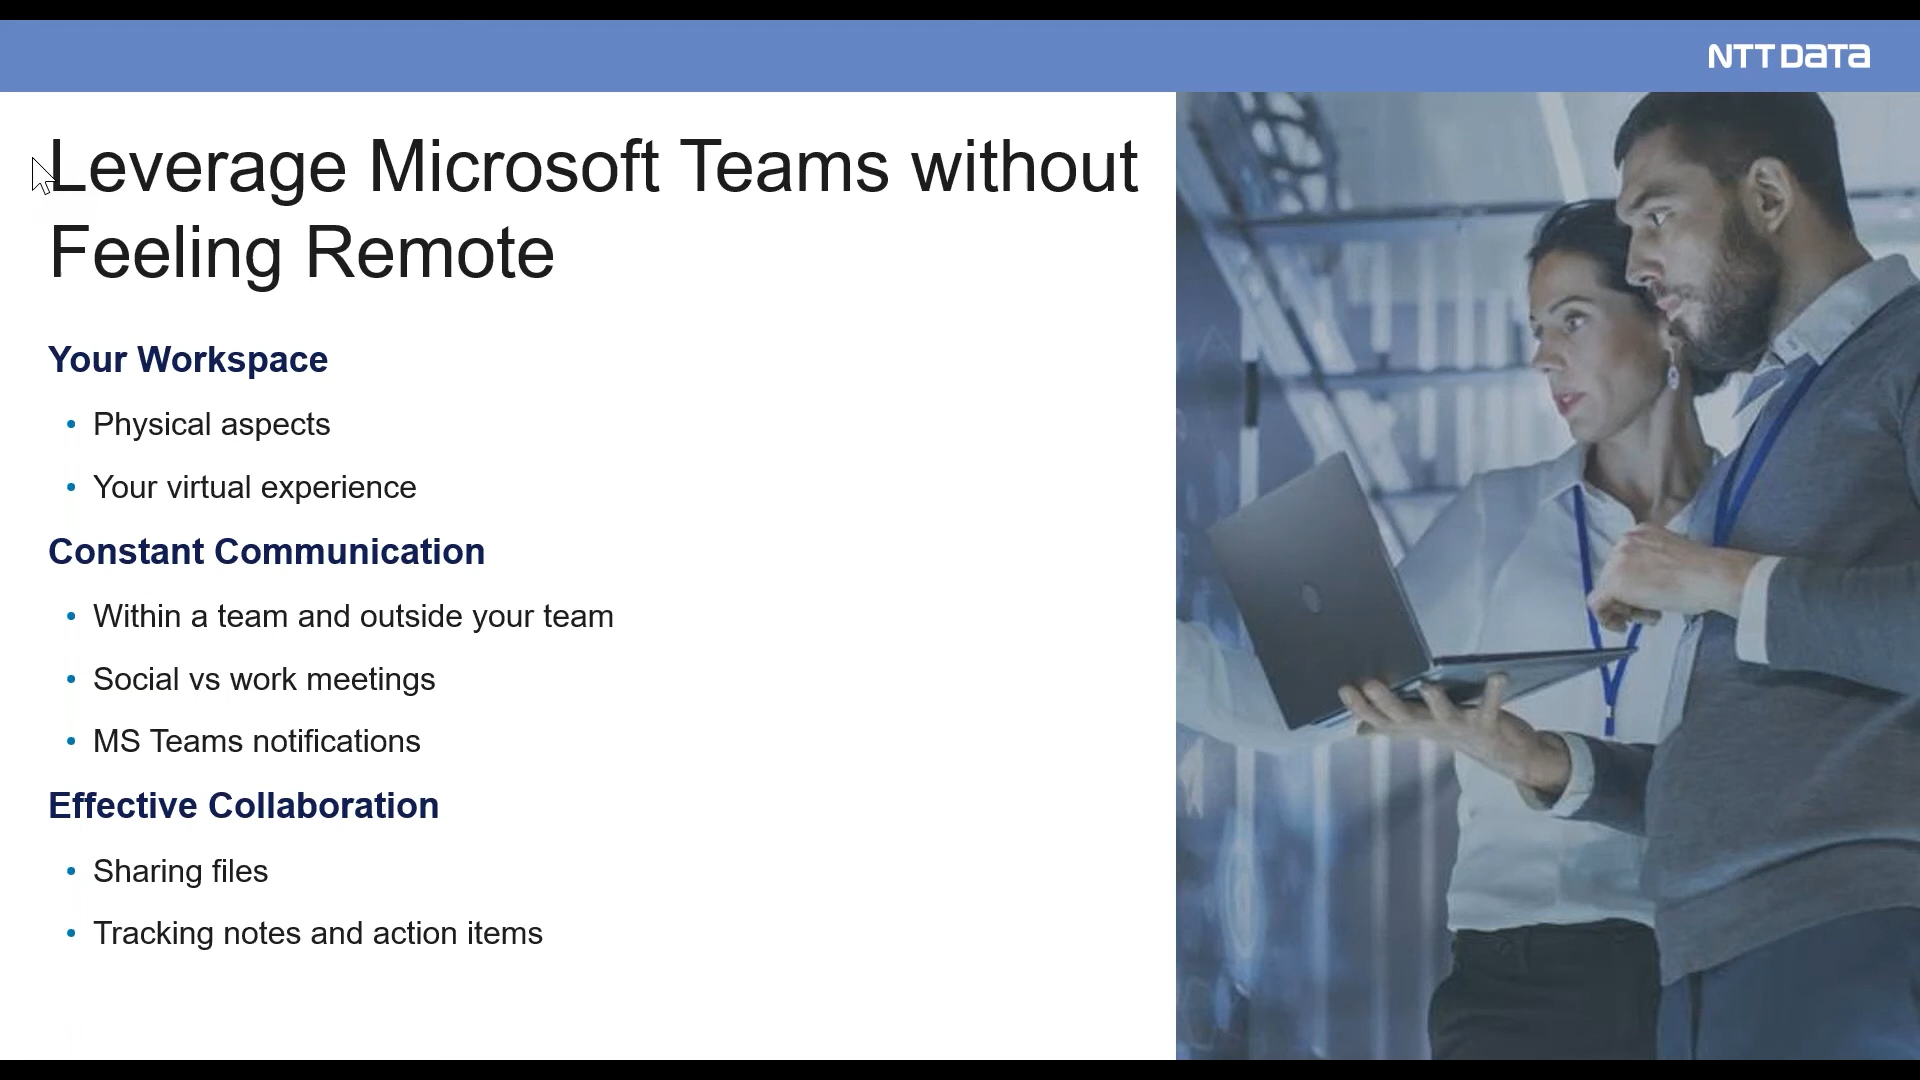 NTT DATA
Leverage Microsoft Teams without
Feeling Remote
Your Workspace
• Physical aspects
• Your virtual experience
Constant Communication
• Within a team and outside your team
• Social vs work meetings
• MS Teams notifications
Effective Collaboration
• Sharing files
• Tracking notes and action items